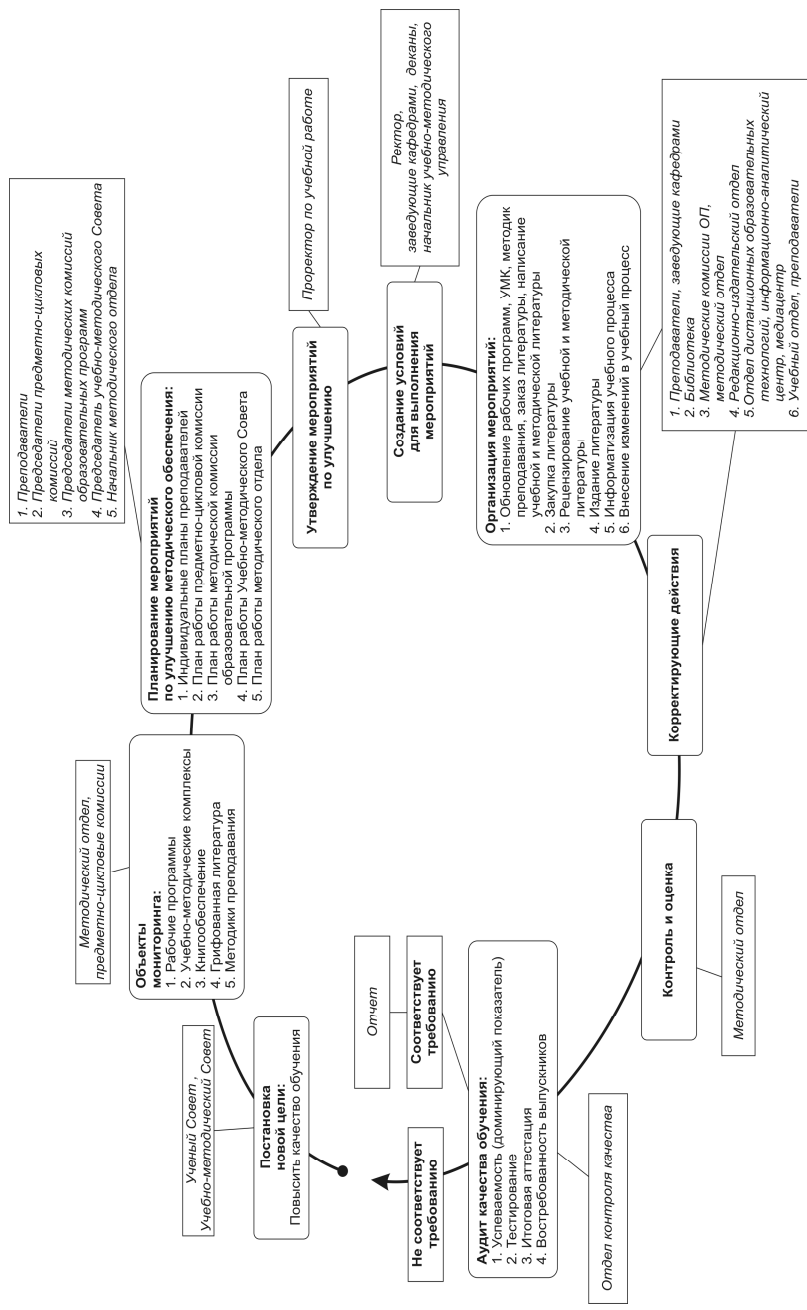 Ученый Совет ,
Учебно-методический Совет
Постановка
новой цели:
Повысить качество обучения
Методический отдел,
предметно-цикловые комиссии
Объекты
мониторинга:
1. Рабочие программы
2. Учебно-методические комплексы
3. Книгообеспечение
4. Грифованная литература
5. Методики преподавания
1. Преподаватели
2. Председатели предметно-цикловых
комиссий
3. Председатели методических комиссий
образовательных программ
4. Председатель учебно-методического Совета
5. Начальник методического отдела
Планирование мероприятий
по улучшению методического обеспечения:
1. Индивидуальные планы преподавателей
2. План работы предметно-цикловой комиссии
3. План работы методической комиссии
образовательной программы
4. План работы Учебно-методического Совета
5. План работы методического отдела
Проректор по учебной работе
Утверждение мероприятий
по улучшению
Ректор,
заведующие кафедрами, деканы,
начальник учебно-методического
управления
Создание условий
для выполнения
мероприятий
Организация мероприятий:
1. Обновление рабочих программ, УМК, методик
преподавания, заказ литературы, написание
учебной и методической литературы
2. Закупка литературы
3. Рецензирование учебной и методической
литературы
4. Издание литературы
5. Информатизация учебного процесса
6. Внесение изменений в учебный процесс
1. Преподаватели, заведующие кафедрами
2. Библиотека
3. Методические комиссии ОП,
методический отдел
4. Редакционно-издательский отдел
5.Отдел дистанционных образовательных
технологий, информационно-аналитический
центр, медиацентр
6. Учебный отдел, преподаватели
Корректирующие действия
Контроль и оценка
Методический отдел
Отчет
Соответствует
требованию
Не соответствует
требованию
Аудит качества обучения:
1. Успеваемость (доминирующий показатель)
2. Тестирование
3. Итоговая аттестация
4. Востребованность выпускников
Отдел контроля качества